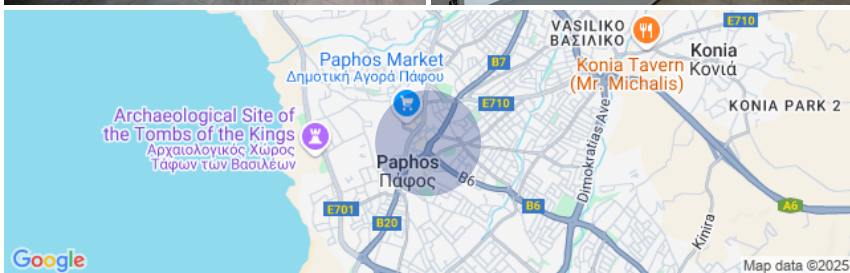 VASILIKO
ΒΑΣΙΛΙΚΟ
E710
Konia
Κονιά
Konia Tavern
(Mr. Michalis)
Paphos Market
Δημοτική Αγορά Πάφου
B7
E710
KONIA PARK 2
Archaeological Site of
the Tombs of the Kings
Αρχαιολογικός Χώρος
Τάφων των Βασιλέων
Paphos
Πάφος
B6
Dimokratias Ave
E701
B20
B6
A6
Kinira
Google
Map data ©2025